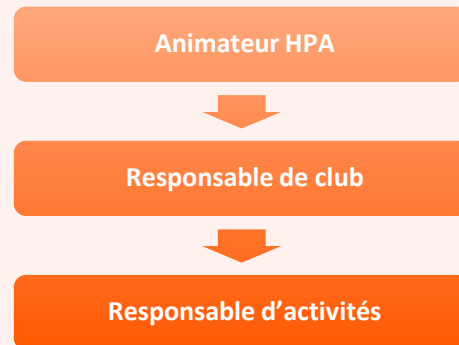 Animateur HPA
Responsable de club
Responsable d’activités